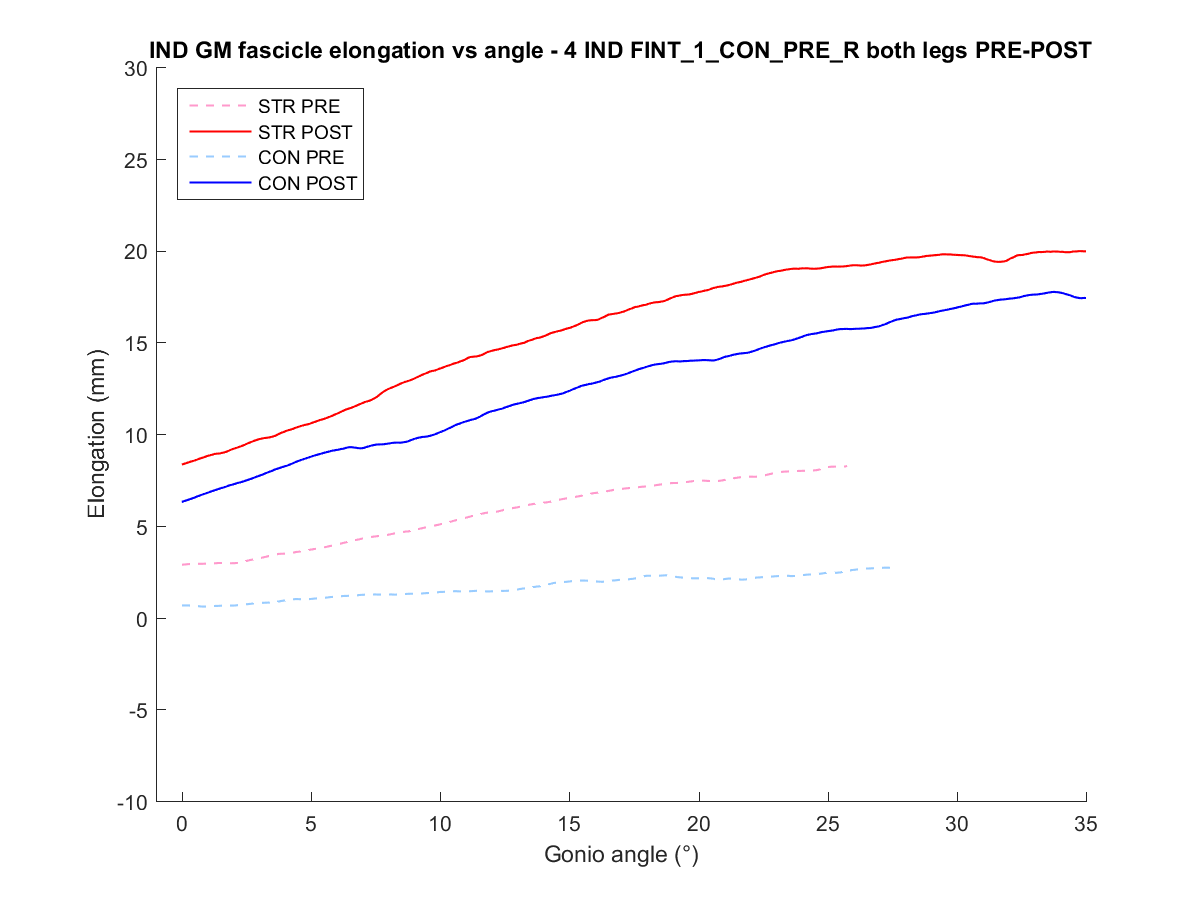 IND GM fascicle elongation vs angle - 4 IND FINT_1_CON_PRE_R both legs PRE-POST
30
25
20
15
10
5
0
-5
-10
Elongation (mm)
STR PRE
STR POST
CON PRE
CON POST
0 5 10 15 20 25 30 35
Gonio angle (°)